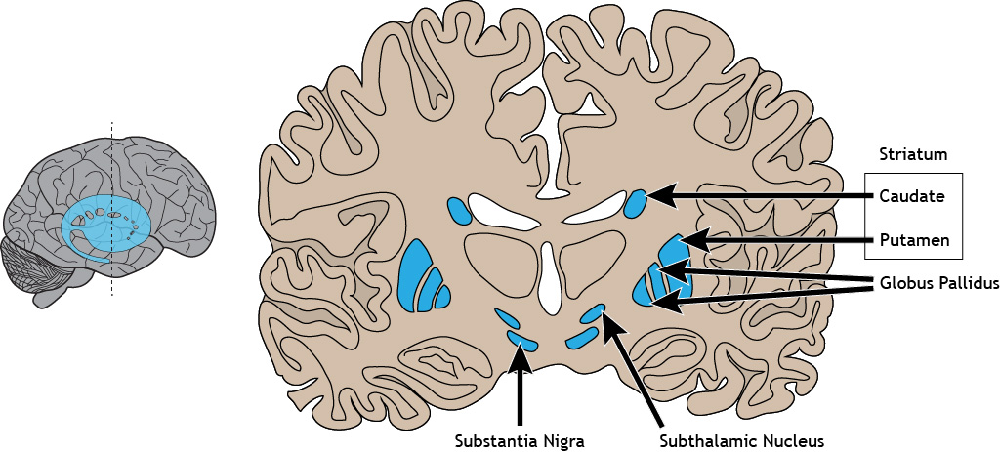 Striatum
Caudate
Putamen
Globus Pallidus
Substantia Nigra
Subthalamic Nucleus